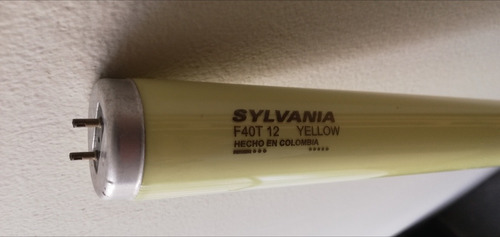 SYLVANIA
F40T 12 YELLOW
HECHO EN COLOMBIA